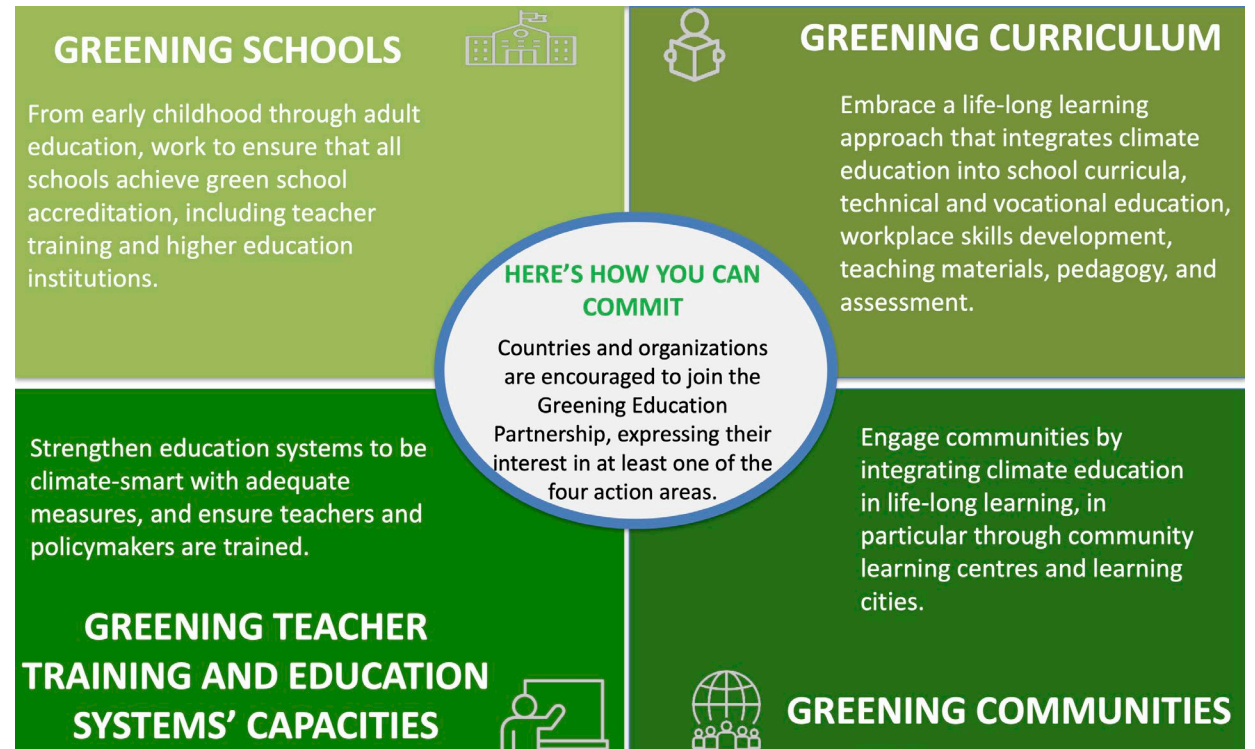 GREENING SCHOOLS
From early childhood through adult
education, work to ensure that all
schools achieve green school
accreditation, including teacher
training and higher education
institutions.
GREENING CURRICULUM
Embrace a life-long learning
approach that integrates climate
education into school curricula,
technical and vocational education,
workplace skills development,
teaching materials, pedagogy, and
assessment.
HERE’S HOW YOU CAN
COMMIT
Countries and organizations
are encouraged to join the
Greening Education
Partnership, expressing their
interest in at least one of the
four action areas.
Strengthen education systems to be
climate-smart with adequate
measures, and ensure teachers and
policymakers are trained.
GREENING TEACHER
TRAINING AND EDUCATION
SYSTEMS’ CAPACITIES
Engage communities by
integrating climate education
in life-long learning, in
particular through community
learning centres and learning
cities.
GREENING COMMUNITIES